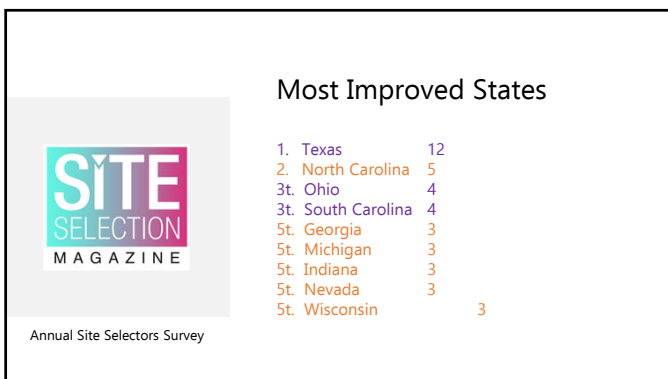 Most Improved States
SiTE
SELECTION
MAGAZINE
1. Texas 12
2. North Carolina 5
3t. Ohio 4
3t. South Carolina 4
5t. Georgia 3
5t. Michigan 3
5t. Indiana 3
5t. Nevada 3
5t. Wisconsin 3
Annual Site Selectors Survey